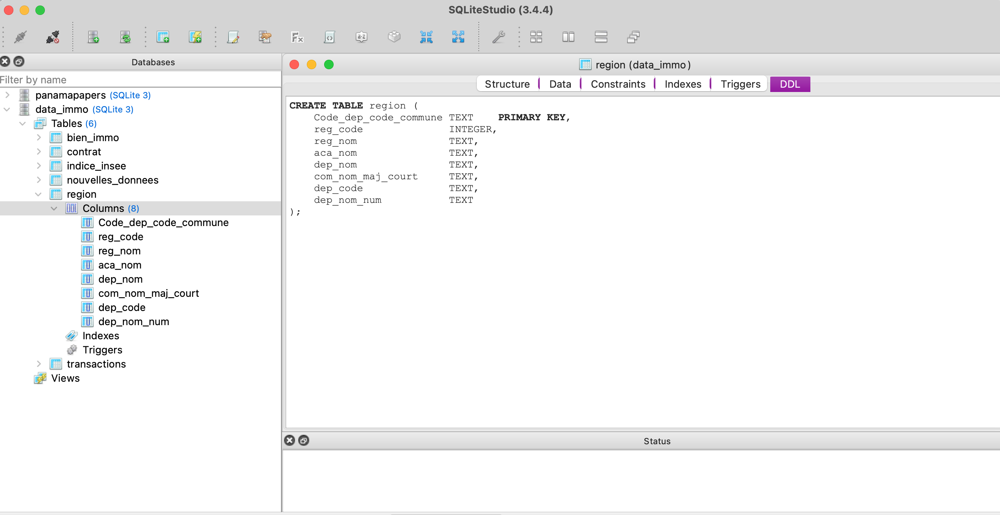 SQLiteStudio (3.4.4)
Databases
Filter by name
panamapapers (SQLite 3)
data_immo (SQLite 3)
Tables (6)
bien_immo
contrat
indice_insee
nouvelles_donnees
region
Columns (8)
Code_dep_code_commune
reg_code
reg_nom
aca_nom
dep_nom
com_nom_maj_court
dep_code
dep_nom_num
Indexes
Triggers
transactions
Views
region (data_immo)
Structure Data Constraints Indexes Triggers DDL
CREATE TABLE region (
    Code_dep_code_commune TEXT    PRIMARY KEY,
    reg_code              INTEGER,
    reg_nom               TEXT,
    aca_nom               TEXT,
    dep_nom               TEXT,
    com_nom_maj_court     TEXT,
    dep_code              TEXT,
    dep_nom_num           TEXT
);
Status